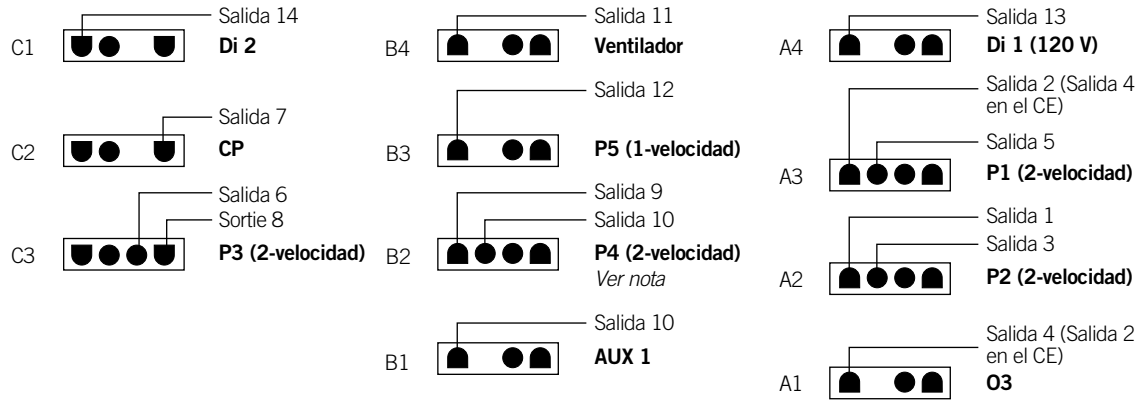 Salida 14
C1
Di 2
Salida 7
C2
CP
Salida 6
Sortie 8
C3
P3 (2-velocidad)
Salida 11
B4
Ventilador
Salida 12
B3
P5 (1-velocidad)
Salida 9
Salida 10
B2
P4 (2-velocidad)
Ver nota
Salida 10
B1
AUX 1
Salida 13
A4
Di 1 (120 V)
Salida 2 (Salida 4
en el CE)
Salida 5
A3
P1 (2-velocidad)
Salida 1
Salida 3
A2
P2 (2-velocidad)
Salida 4 (Salida 2
en el CE)
A1
O3